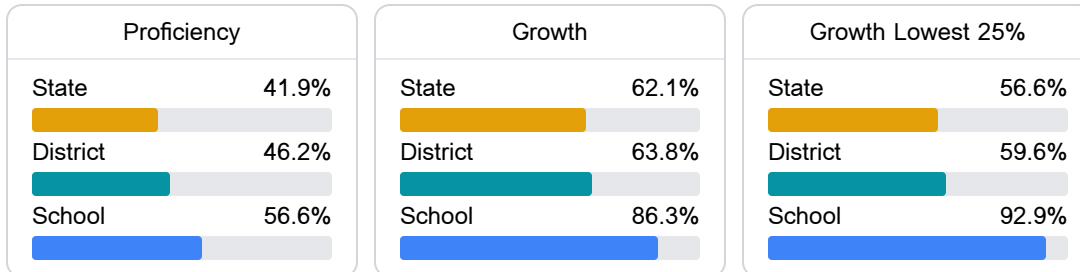 Proficiency
State 41.9%
District 46.2%
School 56.6%
Growth
State 62.1%
District 63.8%
School 86.3%
Growth Lowest 25%
State 56.6%
District 59.6%
School 92.9%